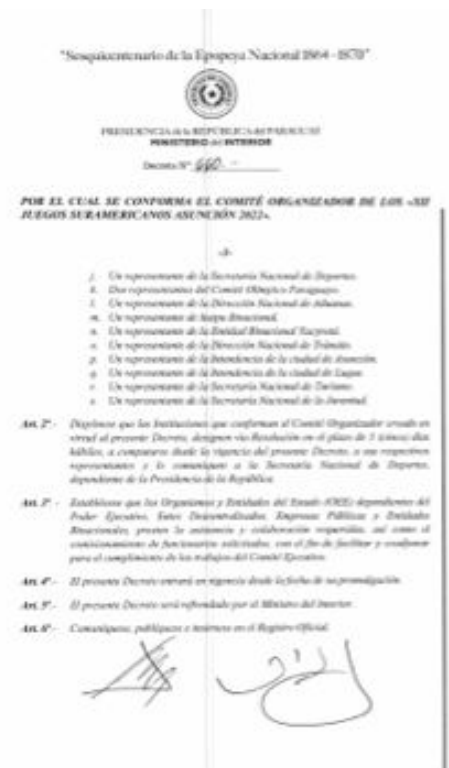 "Sesquicentenario de la Epopeya Nacional 1864 - 1870"
PRESIDENCIA de la REPÚBLICA del PARAGUAY
MINISTERIO del INTERIOR
Decreto N° 660.-
POR EL CUAL SE CONFORMA EL COMITÉ ORGANIZADOR DE LOS «XII
JUEGOS SURAMERICANOS ASUNCIÓN 2022».
j. Un representante de la Secretaría Nacional de Deportes.
k. Dos representantes del Comité Olímpico Paraguayo.
l. Un representante de la Dirección Nacional de Aduanas.
m. Un representante de Itaipu Binacional.
n. Un representante de la Entidad Binacional Yacyretá.
o. Un representante de la Dirección Nacional de Tránsito.
p. Un representante de la Intendencia de la ciudad de Asunción.
q. Un representante de la Intendencia de la ciudad de Luque.
r. Un representante de la Secretaría Nacional de Turismo.
s. Un representante de la Secretaría Nacional de la Juventud.
Art. 2°.- Dispónese que las Instituciones que conforman el Comité Organizador creado en
virtud al presente Decreto, designen vía Resolución en el plazo de 5 (cinco) días
hábiles, a computarse desde la vigencia del presente Decreto, a sus respectivos
representantes y lo comuniquen a la Secretaría Nacional de Deportes,
dependiente de la Presidencia de la República.
Art. 3°.- Establécese que los Organismos y Entidades del Estado (OEE) dependientes del
Poder Ejecutivo, Entes Descentralizados, Empresas Públicas y Entidades
Binacionales, presten la asistencia y colaboración requeridas, así como el
comisionamiento de funcionarios solicitados, con el fin de facilitar y coadyuvar
para el cumplimiento de los trabajos del Comité Ejecutivo.
Art. 4°.- El presente Decreto entrará en vigencia desde la fecha de su promulgación.
Art. 5°.- El presente Decreto será refrendado por el Ministro del Interior.
Art. 6°.- Comuníquese, publíquese e insértese en el Registro Oficial.